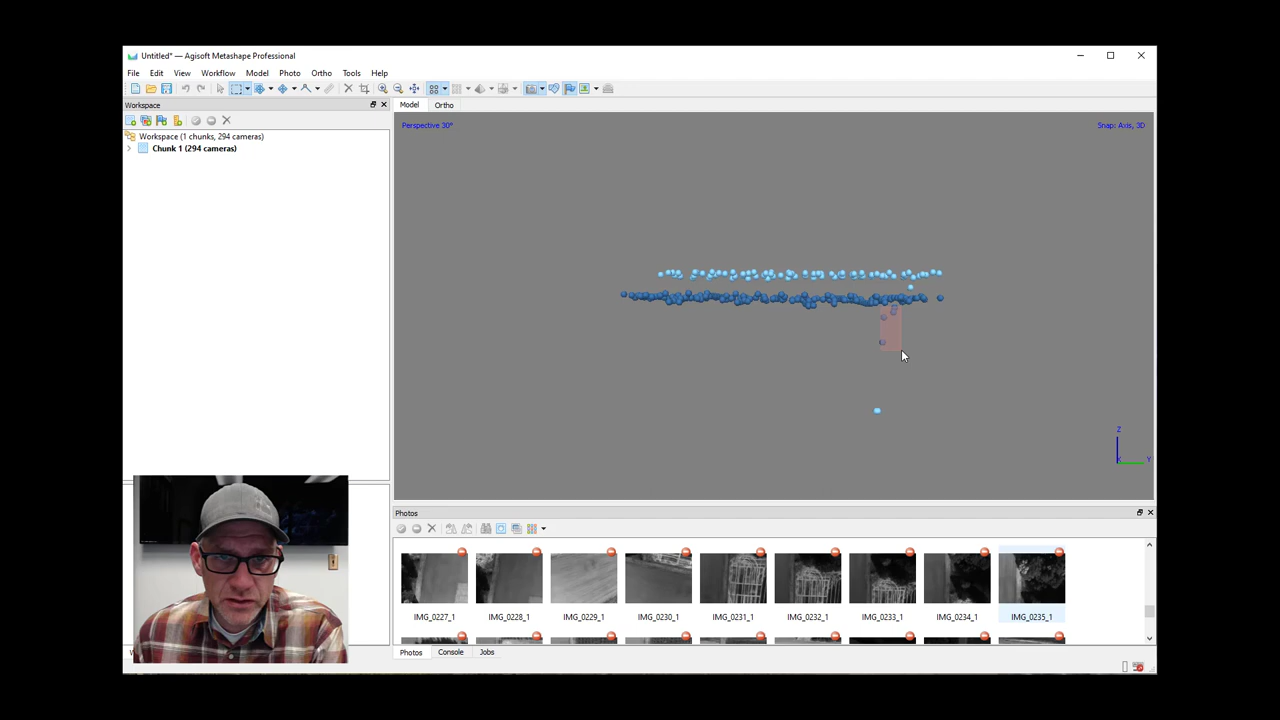 Untitled* — Agisoft Metashape Professional
File Edit View Workflow Model Photo Ortho Tools Help
Workspace
Model Ortho
Workspace (1 chunks, 294 cameras)
Chunk 1 (294 cameras)
Perspective 30°
Snap: Axis, 3D
Z
X
Y
Photos
IMG_0227_1 IMG_0228_1 IMG_0229_1 IMG_0230_1 IMG_0231_1 IMG_0232_1 IMG_0233_1 IMG_0234_1 IMG_0235_1
Photos Console Jobs